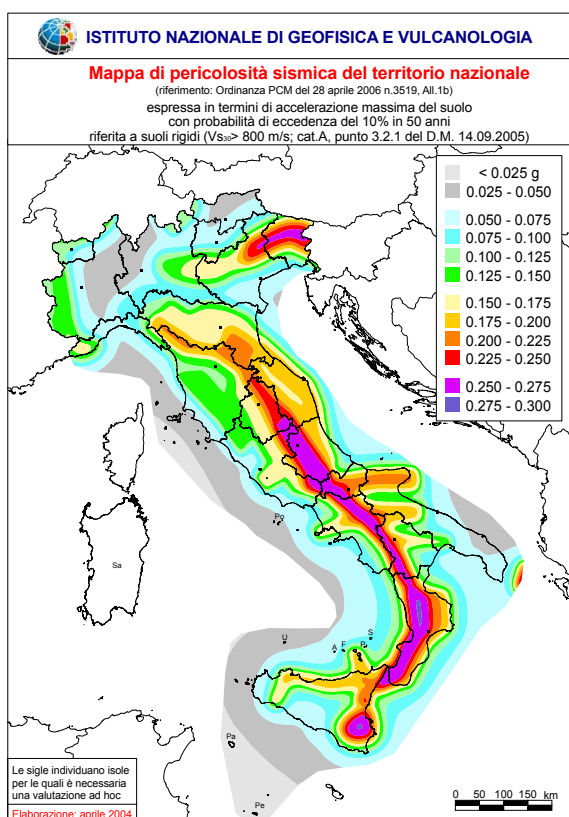 ISTITUTO NAZIONALE DI GEOFISICA E VULCANOLOGIA
Mappa di pericolosità sismica del territorio nazionale
(riferimento: Ordinanza PCM del 28 aprile 2006 n.3519, All.1b)
espressa in termini di accelerazione massima del suolo
con probabilità di eccedenza del 10% in 50 anni
riferita a suoli rigidi (Vs30> 800 m/s; cat.A, punto 3.2.1 del D.M. 14.09.2005)
< 0.025 g
0.025 - 0.050
0.050 - 0.075
0.075 - 0.100
0.100 - 0.125
0.125 - 0.150
0.150 - 0.175
0.175 - 0.200
0.200 - 0.225
0.225 - 0.250
0.250 - 0.275
0.275 - 0.300
Po
Sa
U
A
F
P
S
Pa
Pe
Le sigle individuano isole
per le quali è necessaria
una valutazione ad hoc
Elaborazione: aprile 2004
0 50 100 150 km